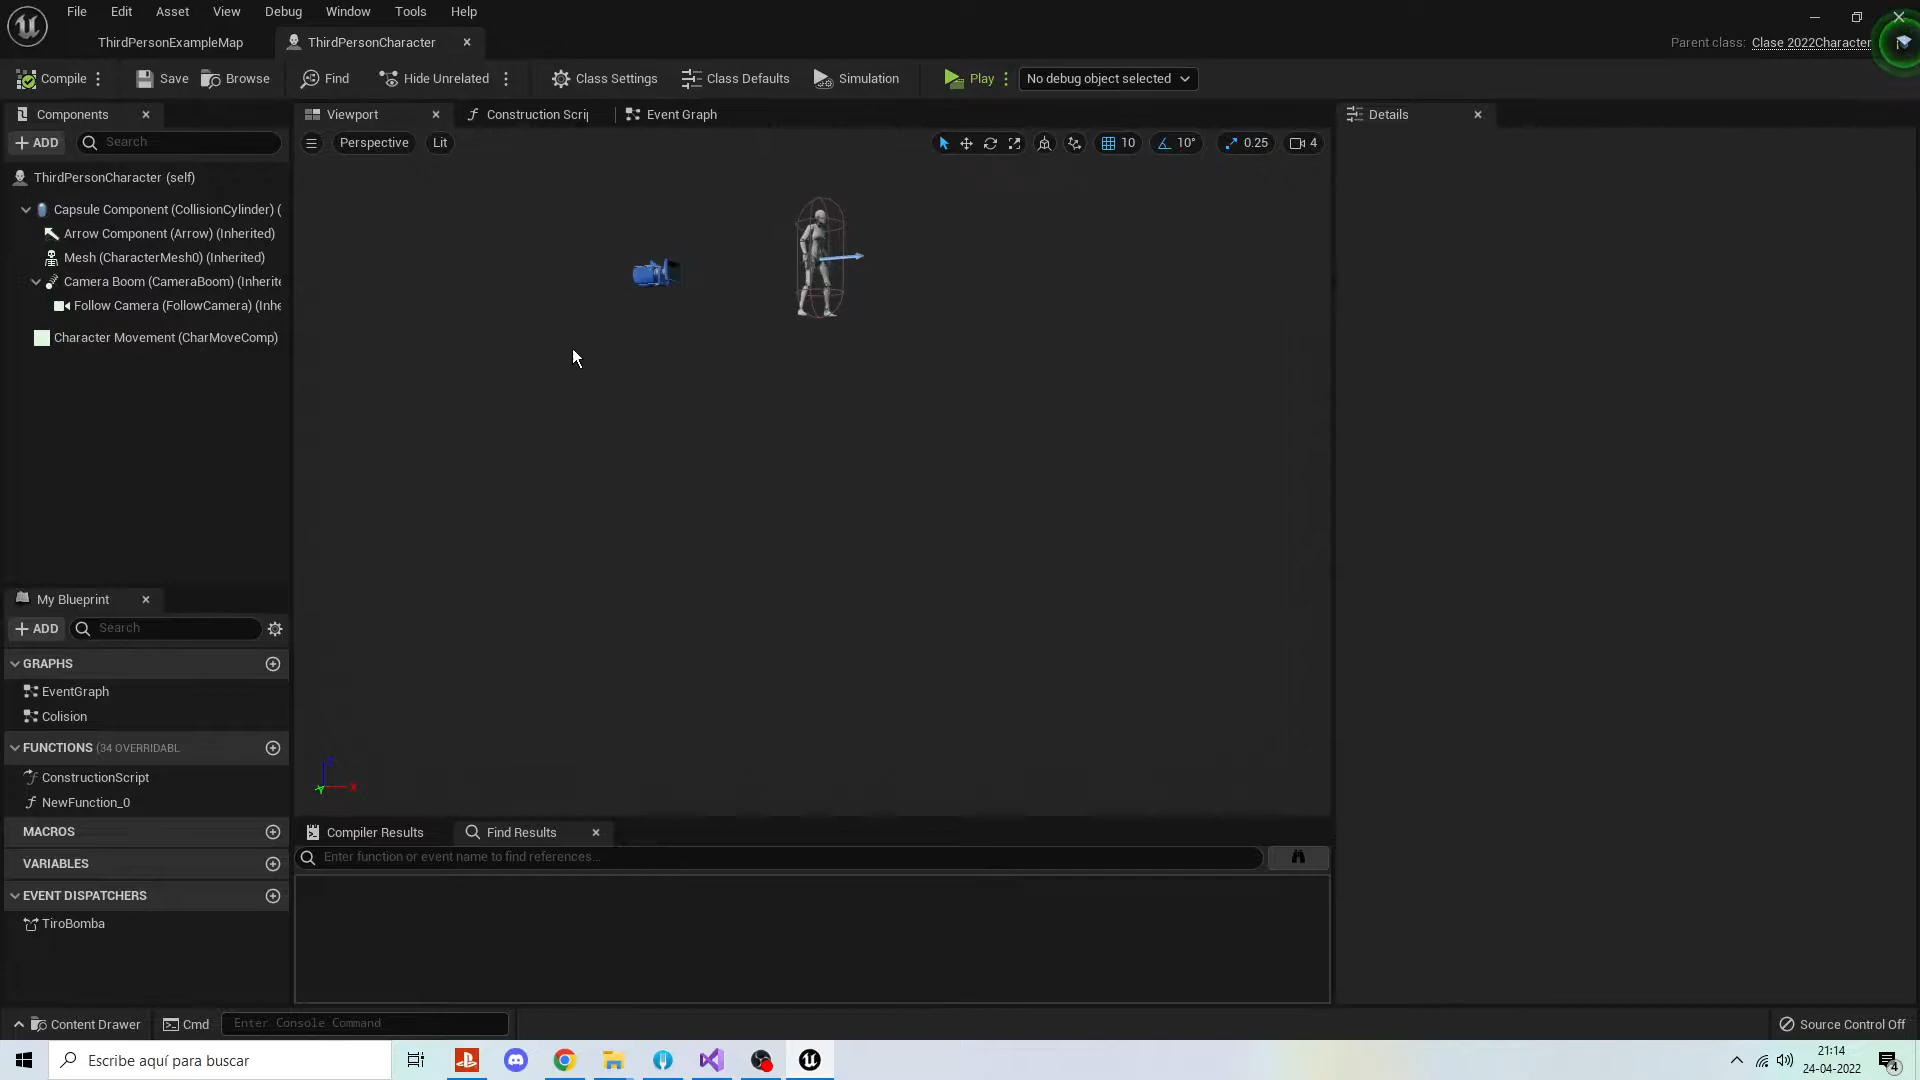 File Edit Asset View Debug Window Tools Help
ThirdPersonExampleMap
ThirdPersonCharacter
Parent class: Clase 2022Character
Compile
Save
Browse
Find
Hide Unrelated
Class Settings
Class Defaults
Simulation
Play
No debug object selected
Components
Viewport
Construction Scrip
Event Graph
Details
+ ADD
Search
Perspective
Lit
10
10°
0.25
4
ThirdPersonCharacter (self)
Capsule Component (CollisionCylinder) (
Arrow Component (Arrow) (Inherited)
Mesh (CharacterMesh0) (Inherited)
Camera Boom (CameraBoom) (Inherite
Follow Camera (FollowCamera) (Inhe
Character Movement (CharMoveComp)
My Blueprint
+ ADD
Search
GRAPHS
EventGraph
Colision
FUNCTIONS (34 OVERRIDABL
ConstructionScript
NewFunction_0
MACROS
VARIABLES
EVENT DISPATCHERS
TiroBomba
Z
X
Y
Compiler Results
Find Results
Enter function or event name to find references...
Content Drawer
Cmd
Enter Console Command
Source Control Off
Escribe aquí para buscar
21:14
24-04-2022
4